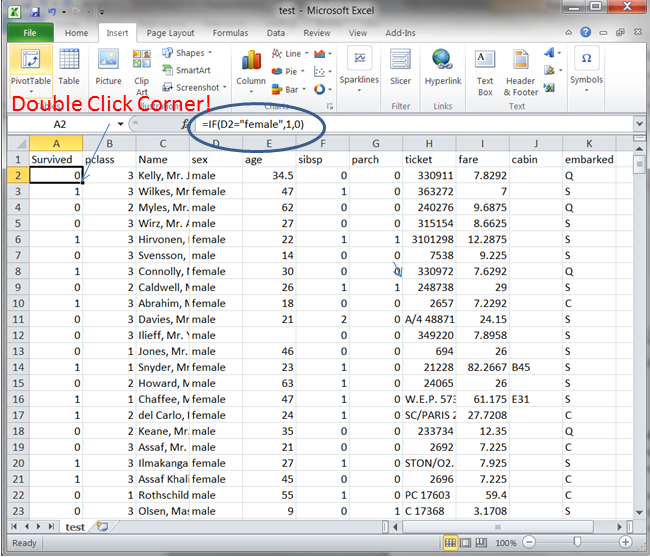 test - Microsoft Excel
File Home Insert Page Layout Formulas Data Review View Add-Ins
PivotTable Table Picture Clip Art Shapes SmartArt Screenshot Column Line Pie Bar Sparklines Slicer Hyperlink Text Box Header & Footer Symbols
Filter Links Text
Double Click Corner!
A2 =IF(D2="female",1,0)
A B C D E F G H I J K
1 Survived pclass Name sex age sibsp parch ticket fare cabin embarked
2 0 3 Kelly, Mr. J male 34.5 0 0 330911 7.8292 Q
3 1 3 Wilkes, Mr female 47 1 0 363272 7 S
4 0 2 Myles, Mr. male 62 0 0 240276 9.6875 Q
5 0 3 Wirz, Mr. A male 27 0 0 315154 8.6625 S
6 1 3 Hirvonen, female 22 1 1 3101298 12.2875 S
7 0 3 Svensson, male 14 0 0 7538 9.225 S
8 1 3 Connolly, female 30 0 0 330972 7.6292 Q
9 0 2 Caldwell, M male 26 1 1 248738 29 S
10 1 3 Abrahim, M female 18 0 0 2657 7.2292 C
11 0 3 Davies, Mr. male 21 2 0 A/4 48871 24.15 S
12 0 3 Ilieff, Mr. Y male 0 0 349220 7.8958 S
13 0 1 Jones, Mr. male 46 0 0 694 26 S
14 1 1 Snyder, Mr female 23 1 0 21228 82.2667 B45 S
15 0 2 Howard, M male 63 1 0 24065 26 S
16 1 1 Chaffee, M female 47 1 0 W.E.P. 573 61.175 E31 S
17 1 2 del Carlo, female 24 1 0 SC/PARIS 2 27.7208 C
18 0 2 Keane, Mr. male 35 0 0 233734 12.35 Q
19 0 3 Assaf, Mr. male 21 0 0 2692 7.225 C
20 1 3 Ilmakanga female 27 1 0 STON/O2. 7.925 S
21 1 3 Assaf Khali female 45 0 0 2696 7.225 C
22 0 1 Rothschild male 55 1 0 PC 17603 59.4 C
23 0 3 Olsen, Mas male 9 0 1 C 17368 3.1708 S
test
Ready 100%